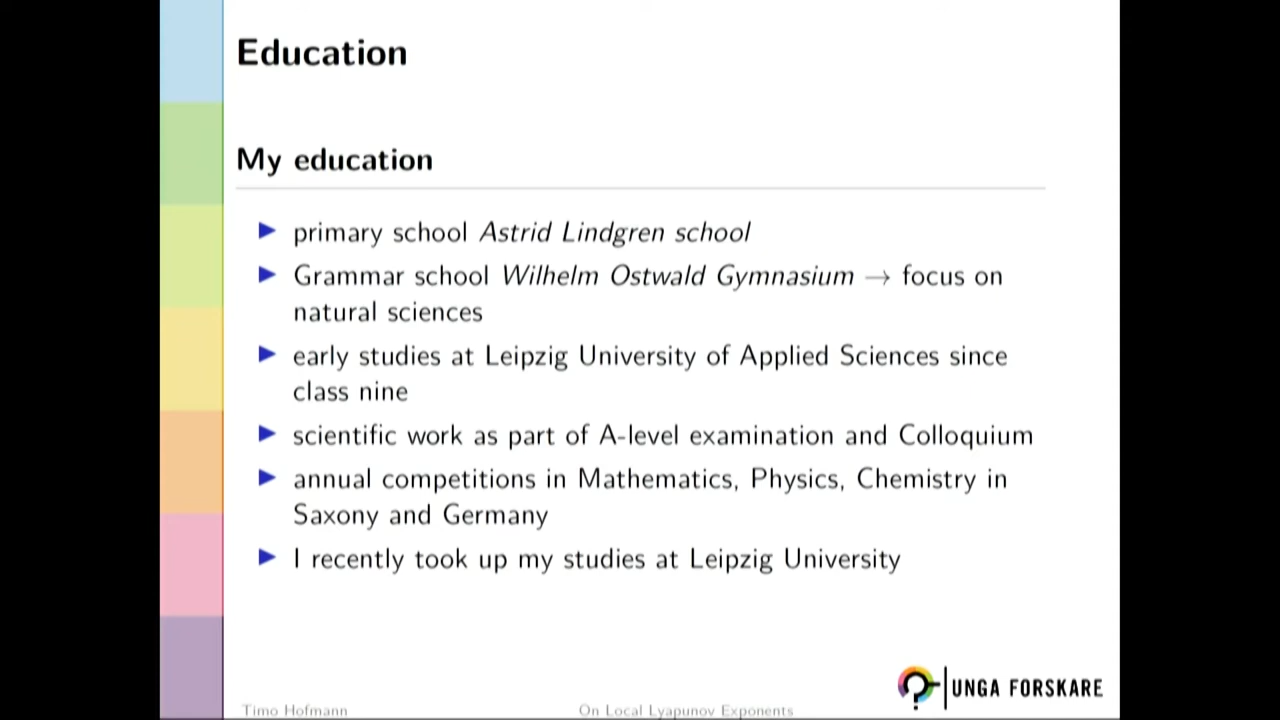 Education
My education
primary school Astrid Lindgren school
Grammar school Wilhelm Ostwald Gymnasium → focus on
natural sciences
early studies at Leipzig University of Applied Sciences since
class nine
scientific work as part of A-level examination and Colloquium
annual competitions in Mathematics, Physics, Chemistry in
Saxony and Germany
I recently took up my studies at Leipzig University
UNGA FORSKARE
Timo Hofmann On Local Lyapunov Exponents